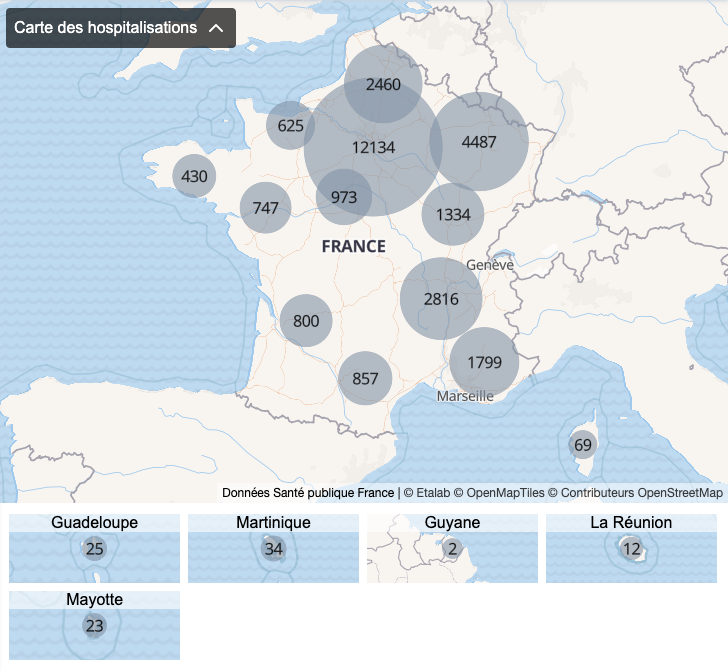 Carte des hospitalisations
2460
625
12134
4487
430
973
747
1334
FRANCE
Genève
2816
800
1799
857
Marseille
69
Données Santé publique France | © Etalab © OpenMapTiles © Contributeurs OpenStreetMap
Guadeloupe
25
Martinique
34
Guyane
2
La Réunion
12
Mayotte
23